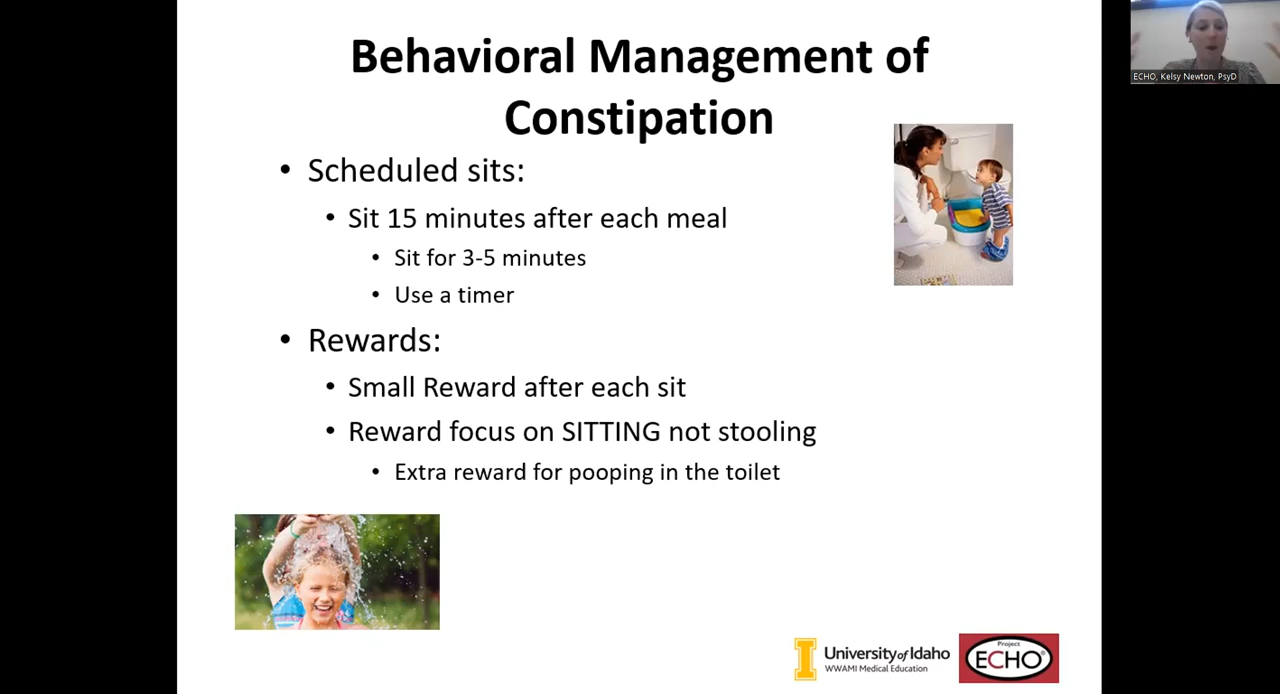 Behavioral Management of
Constipation
• Scheduled sits:
• Sit 15 minutes after each meal
• Sit for 3-5 minutes
• Use a timer
• Rewards:
• Small Reward after each sit
• Reward focus on SITTING not stooling
• Extra reward for pooping in the toilet
ECHO, Kelsy Newton, PsyD
I
University of Idaho
WWAMI Medical Education
Project
ECHO®